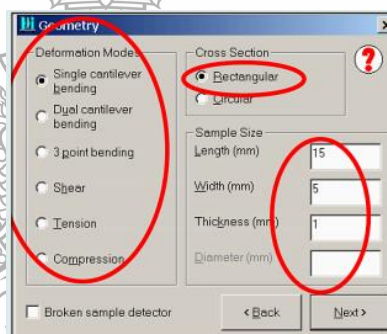 Geometry
Deformation Modes
Single cantilever
bending
Dual cantilever
bending
3 point bending
Shear
Tension
Compression
Cross Section
Rectangular
Circular
?
Sample Size
Length (mm)
15
Width (mm)
5
Thickness (mm)
1
Diameter (mm)
Broken sample detector
< Back
Next >